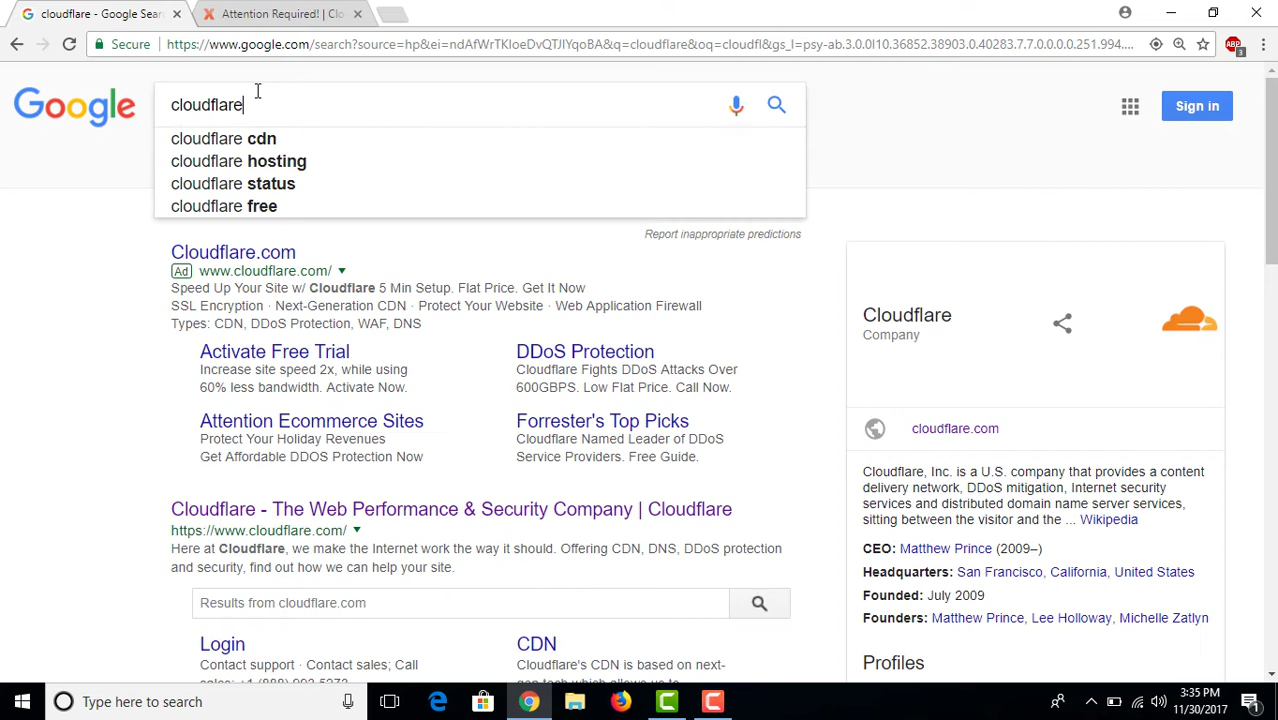 cloudflare - Google Sear
Attention Required! | Clo
Secure
https://www.google.com/search?source=hp&ei=ndAfWrTKIoeDvQTJIYqoBA&q=cloudflare&oq=cloudfl&gs_l=psy-ab.3.0.0l10.36852.38903.0.40283.7.7.0.0.0.0.251.994....
ABP
3
Google
cloudflare
Sign in
cloudflare cdn
cloudflare hosting
cloudflare status
cloudflare free
Report inappropriate predictions
Cloudflare.com
Ad www.cloudflare.com/
Speed Up Your Site w/ Cloudflare 5 Min Setup. Flat Price. Get It Now
SSL Encryption · Next-Generation CDN · Protect Your Website · Web Application Firewall
Types: CDN, DDoS Protection, WAF, DNS
Activate Free Trial
Increase site speed 2x, while using
60% less bandwidth. Activate Now.
DDoS Protection
Cloudflare Fights DDoS Attacks Over
600GBPS. Low Flat Price. Call Now.
Attention Ecommerce Sites
Protect Your Holiday Revenues
Get Affordable DDOS Protection Now
Forrester's Top Picks
Cloudflare Named Leader of DDoS
Service Providers. Free Guide.
Cloudflare - The Web Performance & Security Company | Cloudflare
https://www.cloudflare.com/
Here at Cloudflare, we make the Internet work the way it should. Offering CDN, DNS, DDoS protection
and security, find out how we can help your site.
Results from cloudflare.com
Login
Contact support · Contact sales; Call
CDN
Cloudflare's CDN is based on next-
Cloudflare
Company
cloudflare.com
Cloudflare, Inc. is a U.S. company that provides a content
delivery network, DDoS mitigation, Internet security
services and distributed domain name server services,
sitting between the visitor and the ... Wikipedia
CEO: Matthew Prince (2009–)
Headquarters: San Francisco, California, United States
Founded: July 2009
Founders: Matthew Prince, Lee Holloway, Michelle Zatlyn
Profiles
Type here to search
3:35 PM
11/30/2017
1